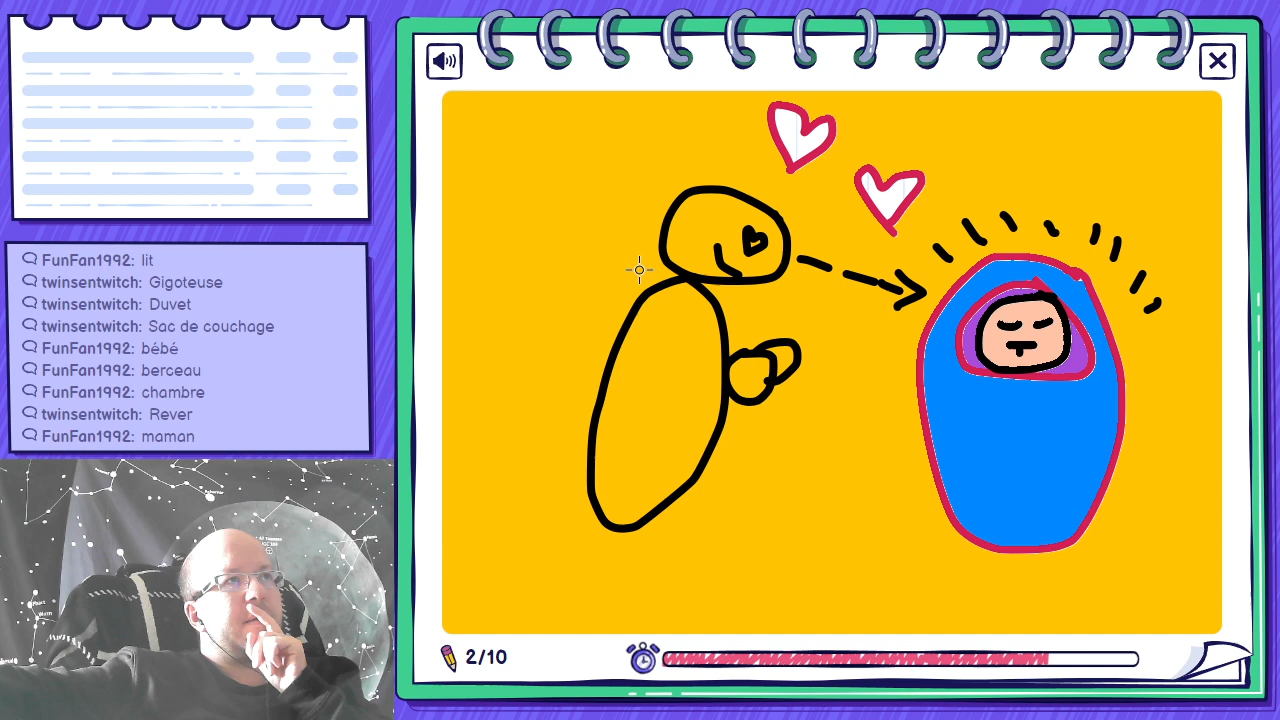 FunFan1992: lit
twinsentwitch: Gigoteuse
twinsentwitch: Duvet
twinsentwitch: Sac de couchage
FunFan1992: bébé
FunFan1992: berceau
FunFan1992: chambre
twinsentwitch: Rever
FunFan1992: maman
2/10